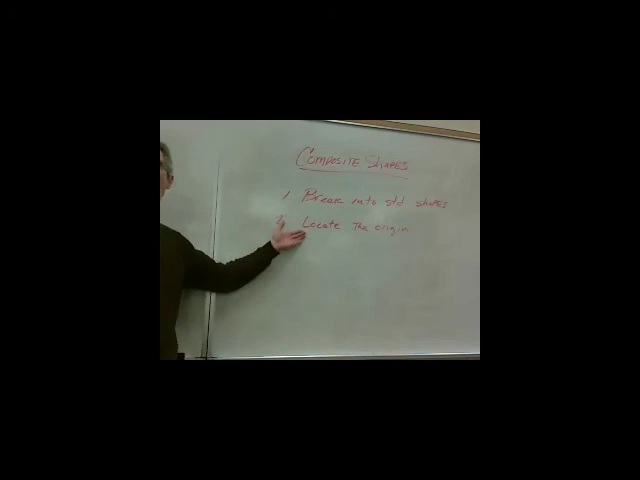 COMPOSITE SHAPES
1 Break into std shapes
2 Locate The origin